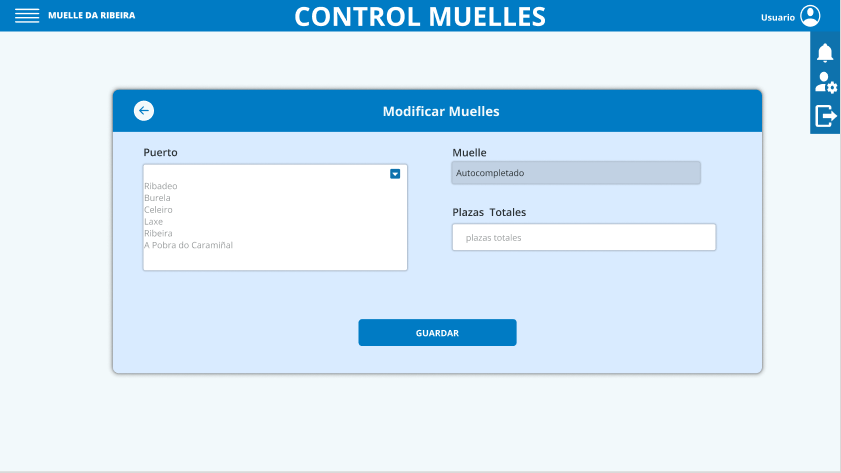 MUELLE DA RIBEIRA
CONTROL MUELLES
Usuario
Modificar Muelles
Puerto
Ribadeo
Burela
Celeiro
Laxe
Ribeira
A Pobra do Caramiñal
Muelle
Autocompletado
Plazas Totales
plazas totales
GUARDAR